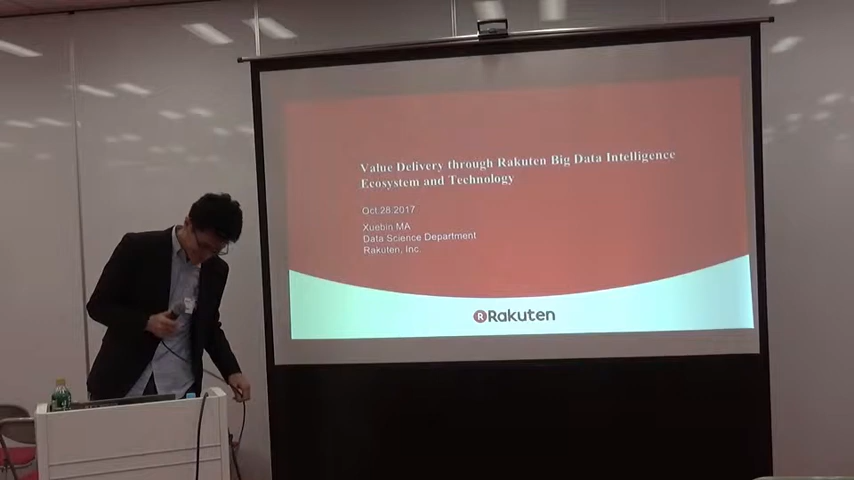 Value Delivery through Rakuten Big Data Intelligence
Ecosystem and Technology
Oct.28.2017
Xuebin MA
Data Science Department
Rakuten, Inc.
R Rakuten